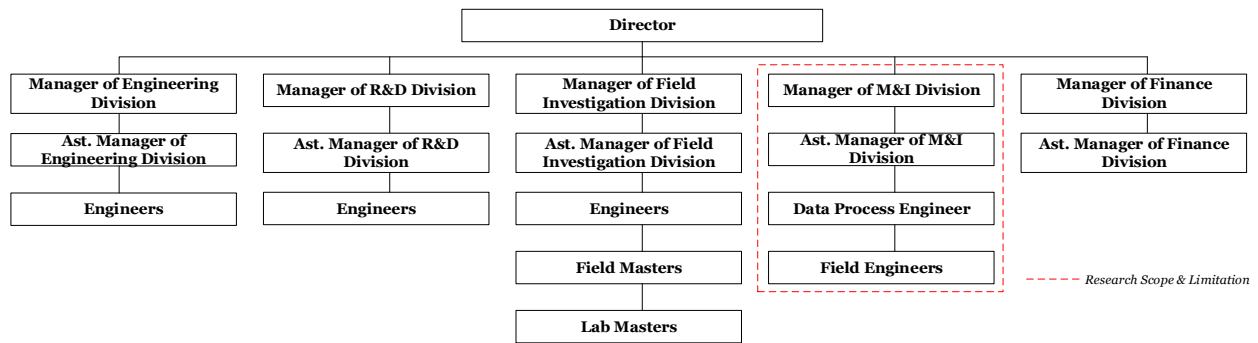 Director
Manager of Engineering
Division
Manager of R&D Division
Manager of Field
Investigation Division
Manager of M&I Division
Manager of Finance
Division
Ast. Manager of
Engineering Division
Ast. Manager of R&D
Division
Ast. Manager of Field
Investigation Division
Ast. Manager of M&I
Division
Ast. Manager of Finance
Division
Engineers
Engineers
Engineers
Data Process Engineer
Field Masters
Field Engineers
Research Scope & Limitation
Lab Masters